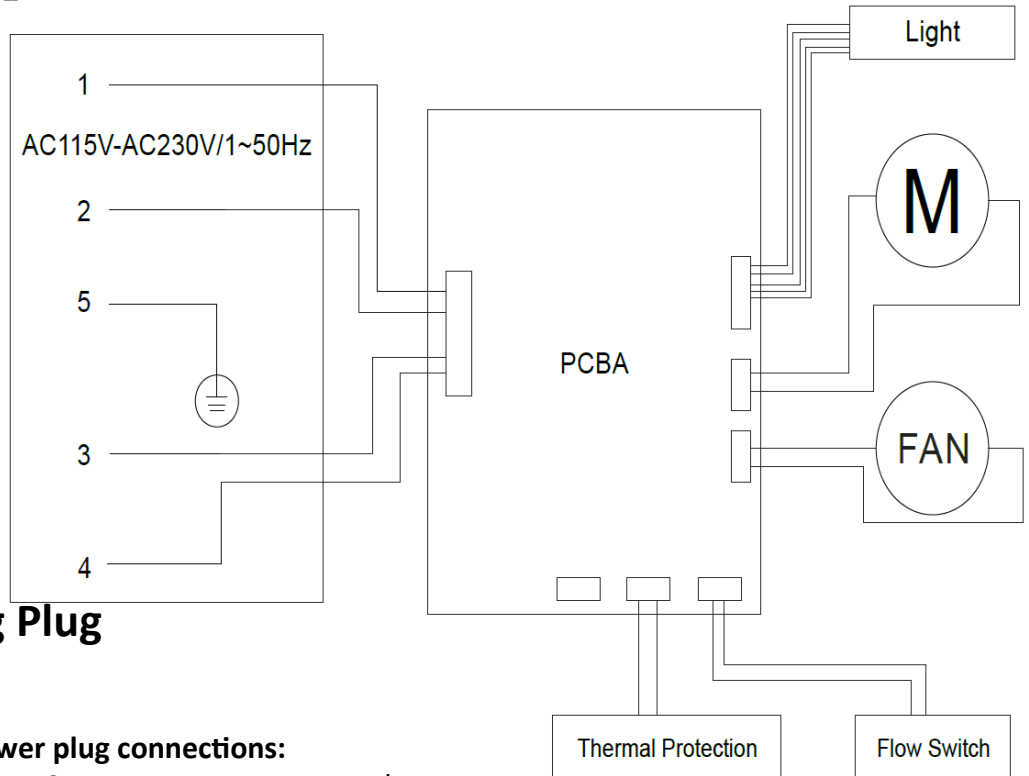 Light
1
AC115V-AC230V/1~50Hz
M
2
5
PCBA
FAN
3
4
Plug
plug connections:
Thermal Protection
Flow Switch